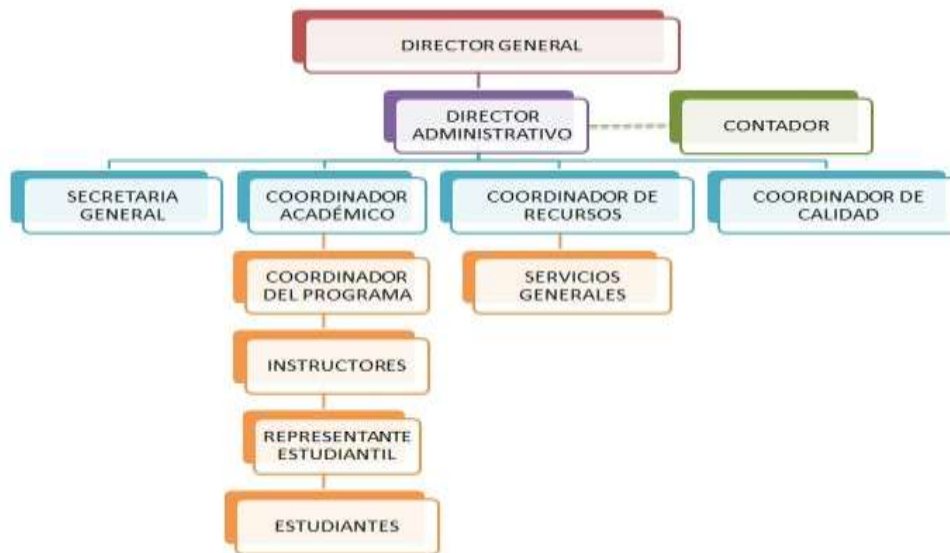 DIRECTOR GENERAL
DIRECTOR
ADMINISTRATIVO
CONTADOR
SECRETARIA
GENERAL
COORDINADOR
ACADÉMICO
COORDINADOR DE
RECURSOS
COORDINADOR DE
CALIDAD
COORDINADOR
DEL PROGRAMA
SERVICIOS
GENERALES
INSTRUCTORES
REPRESENTANTE
ESTUDIANTIL
ESTUDIANTES